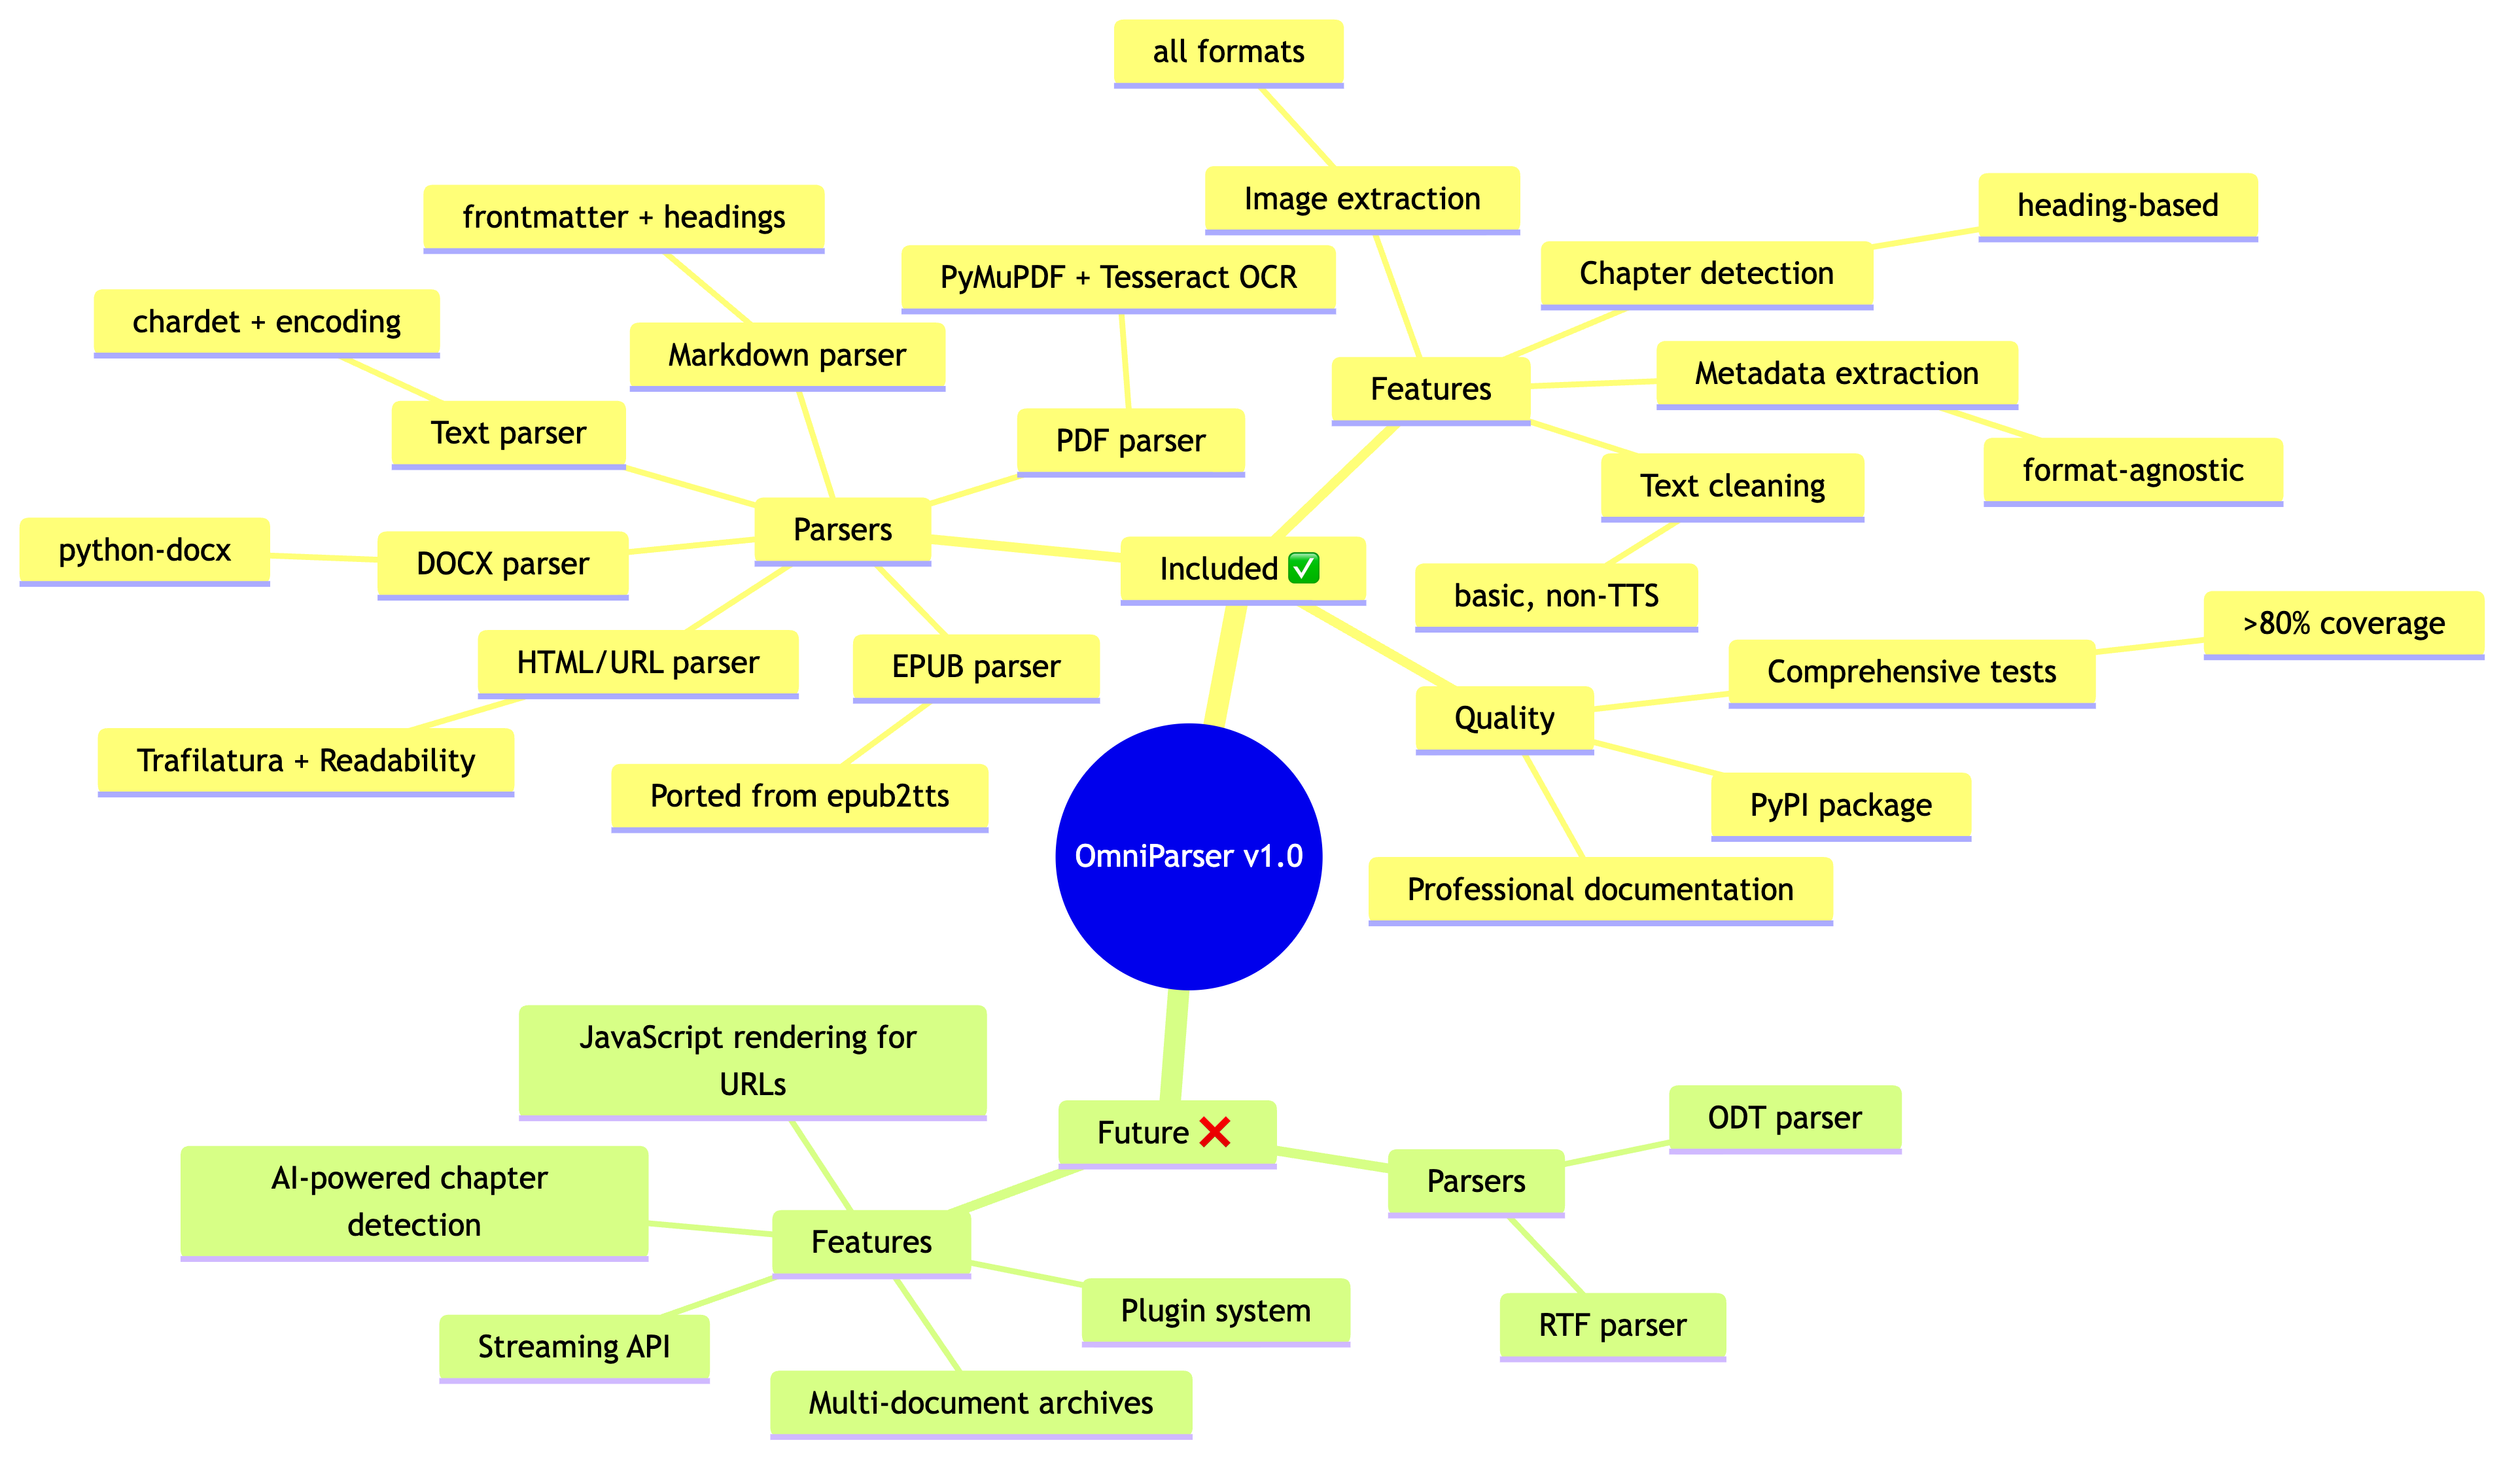 all formats
Image extraction
heading-based
Chapter detection
frontmatter + headings
PyMuPDF + Tesseract OCR
chardet + encoding
Markdown parser
Metadata extraction
Features
Text parser
PDF parser
format-agnostic
Text cleaning
Parsers
python-docx
DOCX parser
Included ✅
basic, non-TTS
>80% coverage
HTML/URL parser
EPUB parser
Comprehensive tests
Quality
Trafilatura + Readability
Ported from epub2tts
PyPI package
OmniParser v1.0
Professional documentation
JavaScript rendering for
URLs
Future ❌
ODT parser
AI-powered chapter
detection
Parsers
Features
Plugin system
RTF parser
Streaming API
Multi-document archives